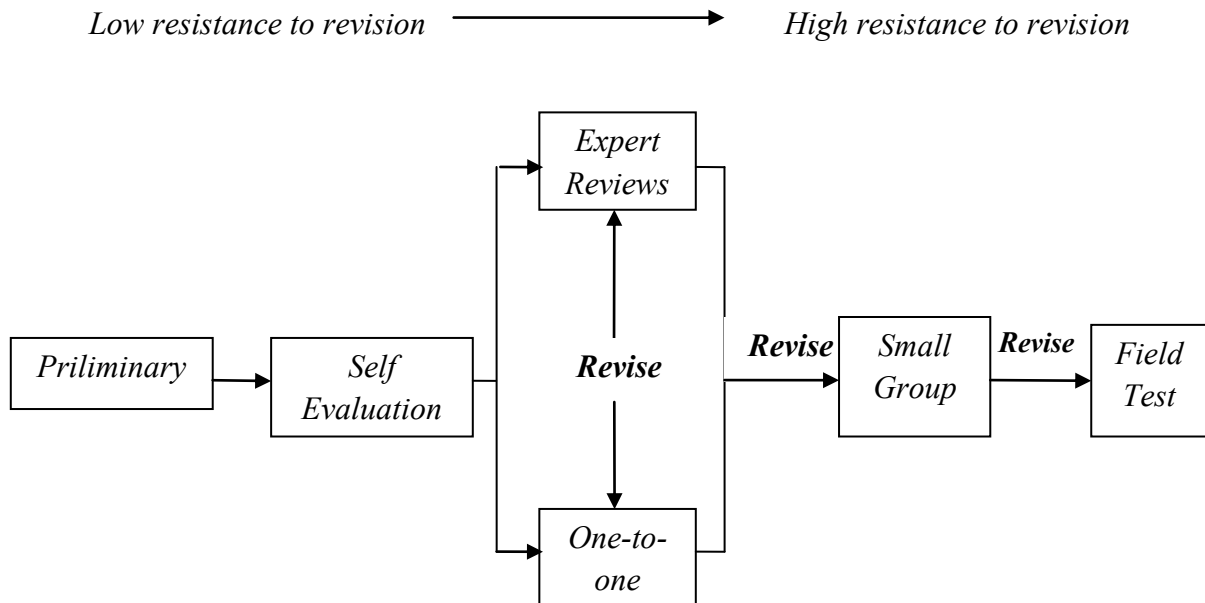 Low resistance to revision
High resistance to revision
Expert
Reviews
Priliminary
Self
Evaluation
Revise
Revise
Small
Group
Revise
Field
Test
One-to-
one